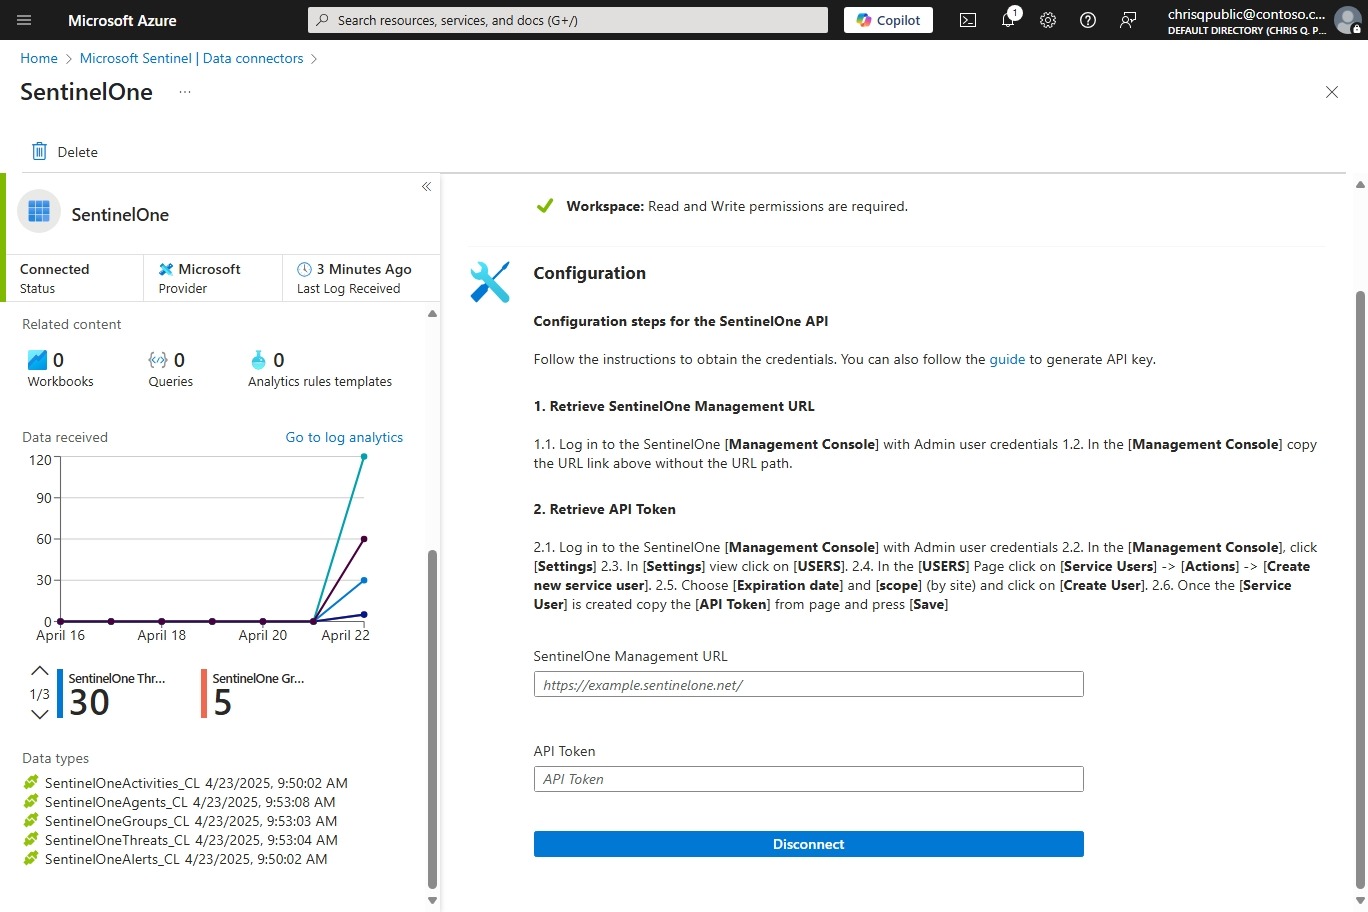 Microsoft Azure
Search resources, services, and docs (G+/)
Copilot
1
chrisqpublic@contoso.c...
DEFAULT DIRECTORY (CHRIS Q. P...
Home > Microsoft Sentinel | Data connectors >
SentinelOne ...
Delete
SentinelOne
Connected
Status
Microsoft
Provider
3 Minutes Ago
Last Log Received
Related content
0
Workbooks
0
Queries
0
Analytics rules templates
Data received
Go to log analytics
120
90
60
30
0
April 16
April 18
April 20
April 22
1/3
SentinelOne Thr...
30
SentinelOne Gr...
5
Data types
SentinelOneActivities_CL 4/23/2025, 9:50:02 AM
SentinelOneAgents_CL 4/23/2025, 9:53:08 AM
SentinelOneGroups_CL 4/23/2025, 9:53:03 AM
SentinelOneThreats_CL 4/23/2025, 9:53:04 AM
SentinelOneAlerts_CL 4/23/2025, 9:50:02 AM
Workspace: Read and Write permissions are required.
Configuration
Configuration steps for the SentinelOne API
Follow the instructions to obtain the credentials. You can also follow the guide to generate API key.
1. Retrieve SentinelOne Management URL
1.1. Log in to the SentinelOne [Management Console] with Admin user credentials 1.2. In the [Management Console] copy
the URL link above without the URL path.
2. Retrieve API Token
2.1. Log in to the SentinelOne [Management Console] with Admin user credentials 2.2. In the [Management Console], click
[Settings] 2.3. In [Settings] view click on [USERS]. 2.4. In the [USERS] Page click on [Service Users] -> [Actions] -> [Create
new service user]. 2.5. Choose [Expiration date] and [scope] (by site) and click on [Create User]. 2.6. Once the [Service
User] is created copy the [API Token] from page and press [Save]
SentinelOne Management URL
https://example.sentinelone.net/
API Token
API Token
Disconnect